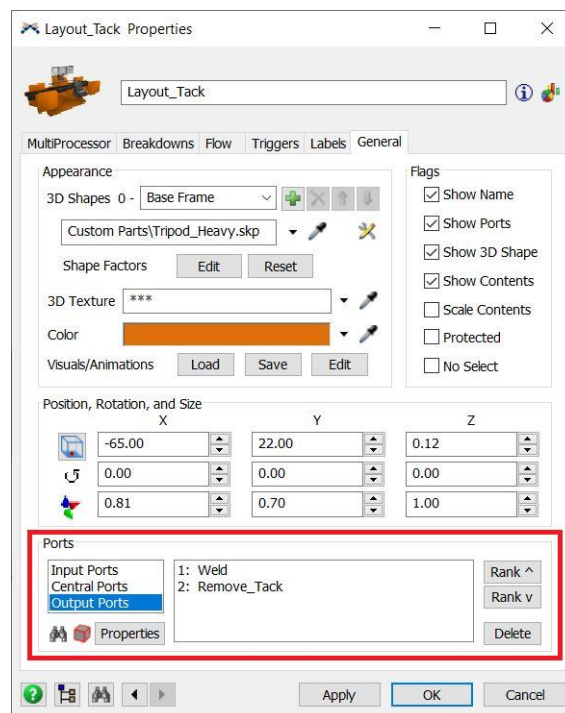 Layout_Tack Properties
Layout_Tack
MultiProcessor Breakdowns Flow Triggers Labels General
Appearance
3D Shapes 0 - Base Frame
Custom Parts\Tripod_Heavy.skp
Shape Factors Edit Reset
3D Texture ***
Color
Visuals/Animations Load Save Edit
Flags
Show Name
Show Ports
Show 3D Shape
Show Contents
Scale Contents
Protected
No Select
Position, Rotation, and Size
X Y Z
-65.00 22.00 0.12
0.00 0.00 0.00
0.81 0.70 1.00
Ports
Input Ports
Central Ports
Output Ports
Properties
1: Weld
2: Remove_Tack
Rank ^
Rank v
Delete
Apply OK Cancel